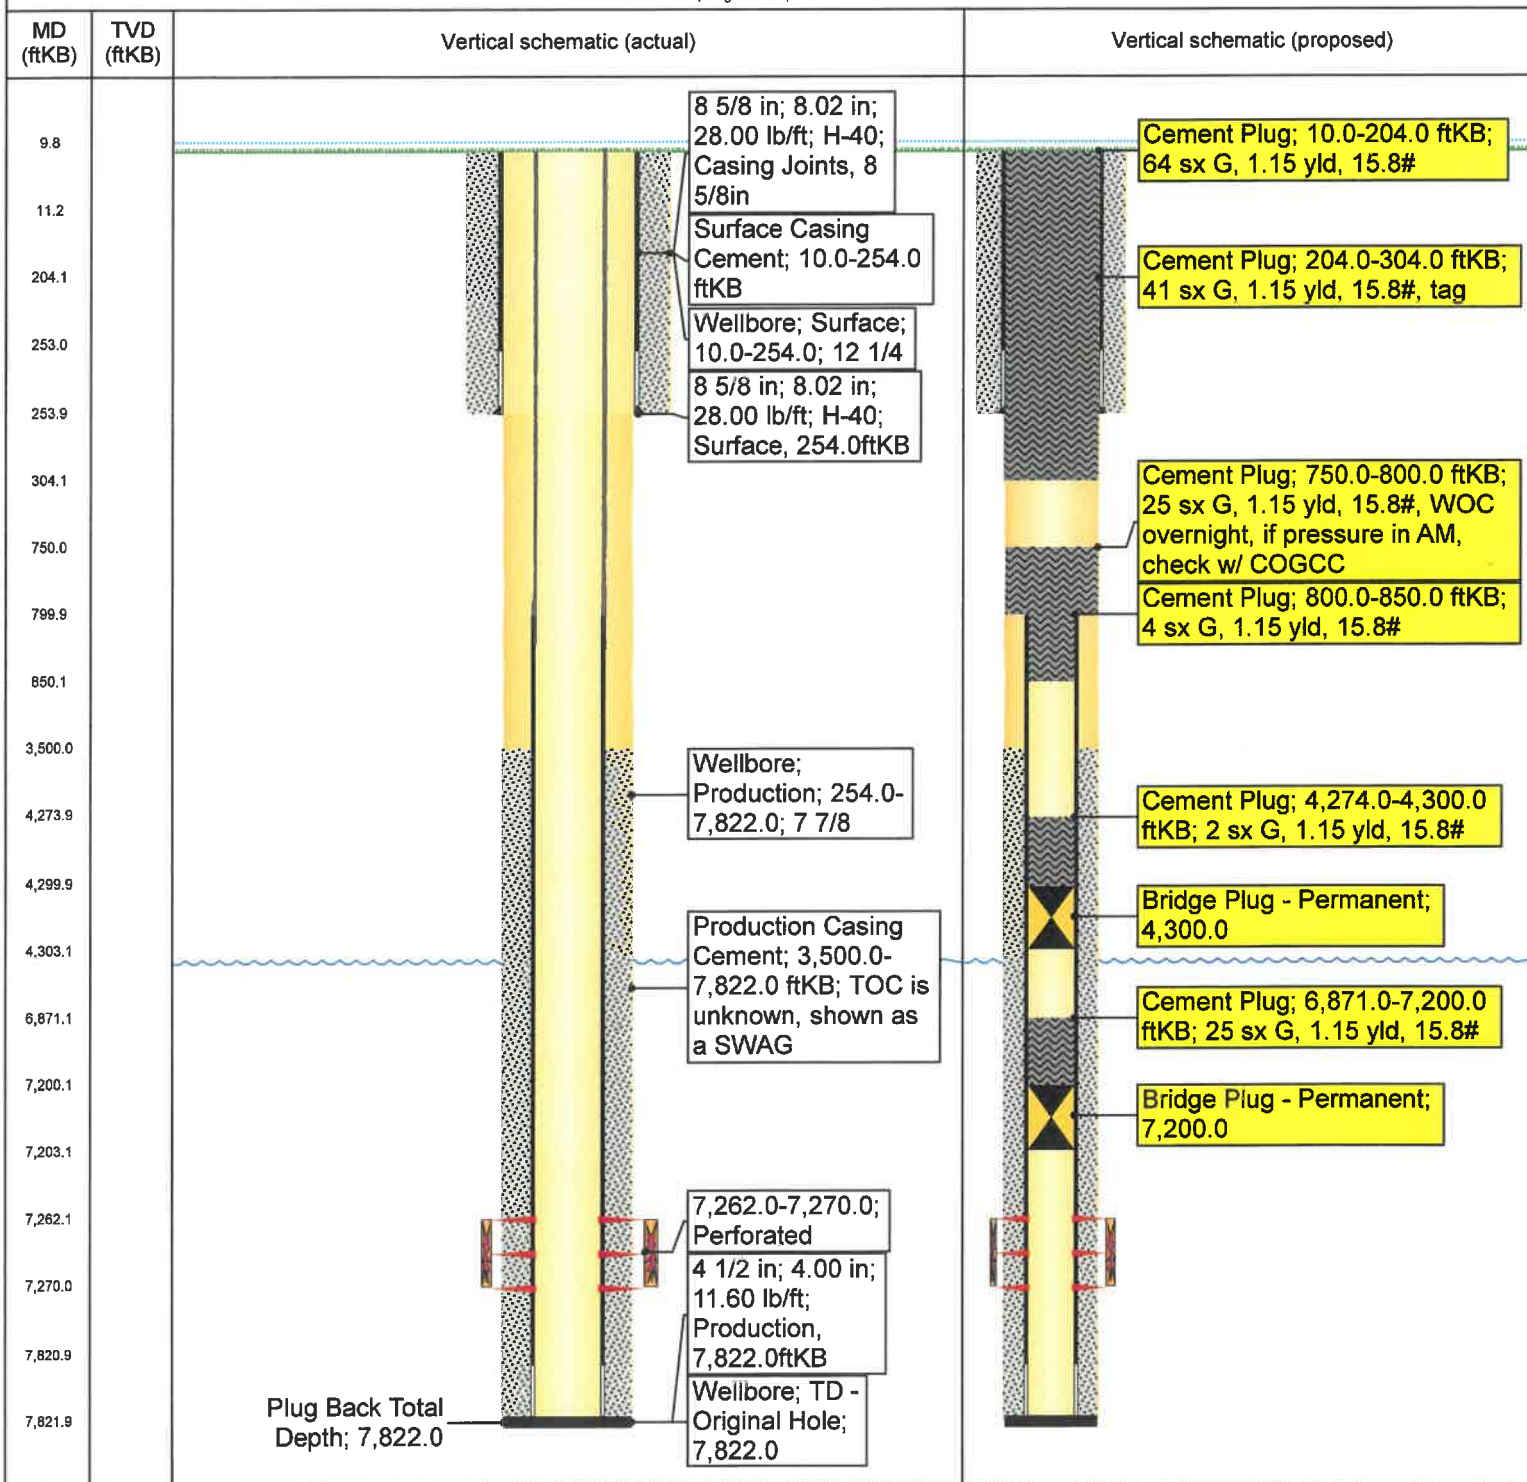 MD
(ftKB)
TVD
(ftKB)
Vertical schematic (actual)
Vertical schematic (proposed)
9.8
11.2
204.1
253.0
253.9
304.1
750.0
799.9
850.1
3,500.0
4,273.9
4,299.9
4,303.1
6,871.1
7,200.1
7,203.1
7,262.1
7,270.0
7,820.9
7,821.9
8 5/8 in; 8.02 in;
28.00 lb/ft; H-40;
Casing Joints, 8
5/8in
Surface Casing
Cement; 10.0-254.0
ftKB
Wellbore; Surface;
10.0-254.0; 12 1/4
8 5/8 in; 8.02 in;
28.00 lb/ft; H-40;
Surface, 254.0ftKB
Wellbore;
Production; 254.0-
7,822.0; 7 7/8
Production Casing
Cement; 3,500.0-
7,822.0 ftKB; TOC is
unknown, shown as
a SWAG
7,262.0-7,270.0;
Perforated
4 1/2 in; 4.00 in;
11.60 lb/ft;
Production,
7,822.0ftKB
Wellbore; TD -
Original Hole;
7,822.0
Plug Back Total
Depth; 7,822.0
Cement Plug; 10.0-204.0 ftKB;
64 sx G, 1.15 yld, 15.8#
Cement Plug; 204.0-304.0 ftKB;
41 sx G, 1.15 yld, 15.8#, tag
Cement Plug; 750.0-800.0 ftKB;
25 sx G, 1.15 yld, 15.8#, WOC
overnight, if pressure in AM,
check w/ COGCC
Cement Plug; 800.0-850.0 ftKB;
4 sx G, 1.15 yld, 15.8#
Cement Plug; 4,274.0-4,300.0
ftKB; 2 sx G, 1.15 yld, 15.8#
Bridge Plug - Permanent;
4,300.0
Cement Plug; 6,871.0-7,200.0
ftKB; 25 sx G, 1.15 yld, 15.8#
Bridge Plug - Permanent;
7,200.0